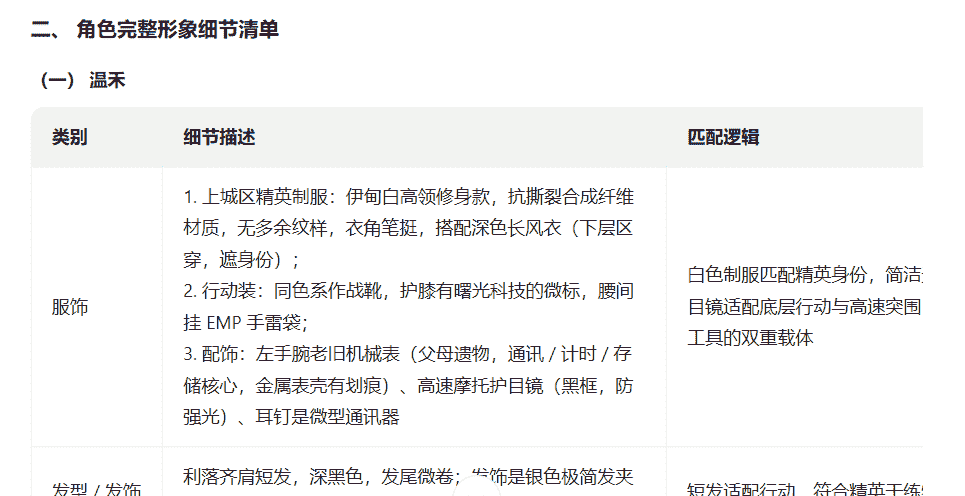 二、 角色完整形象细节清单
（一） 温禾
类别 细节描述 匹配逻辑
1. 上城区精英制服：伊甸白高领修身款，抗撕裂合成纤维
材质，无多余纹样，衣角笔挺，搭配深色长风衣（下层区
穿，遮身份）；
2. 行动装：同色系作战靴，护膝有曙光科技的微标，腰间
挂 EMP 手雷袋；
3. 配饰：左手腕老旧机械表（父母遗物，通讯 / 计时 / 存
储核心，金属表壳有划痕）、高速摩托护目镜（黑框，防
强光）、耳钉是微型通讯器
服饰
白色制服匹配精英身份，简洁
目镜适配底层行动与高速突围
工具的双重载体
利落齐肩短发，深黑色，发尾微卷；发饰是银色极简发夹
发型 / 发饰
短发适配行动，符合精英干练